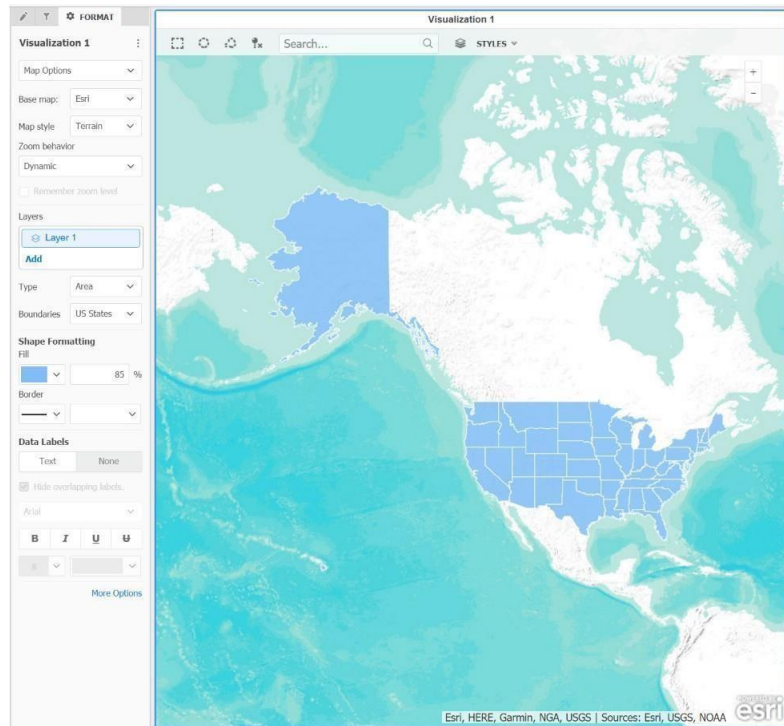 FORMAT
Visualization 1
Map Options
Base map: Esri
Map style Terrain
Zoom behavior
Dynamic
Remember zoom level
Layers
Layer 1
Add
Type Area
Boundaries US States
Shape Formatting
Fill
85 %
Border
Data Labels
Text None
Hide overlapping labels.
Arial
B I U U
More Options
Visualization 1
Search... STYLES
+
-
Esri, HERE, Garmin, NGA, USGS | Sources: Esri, USGS, NOAA
POWERED BY
esri